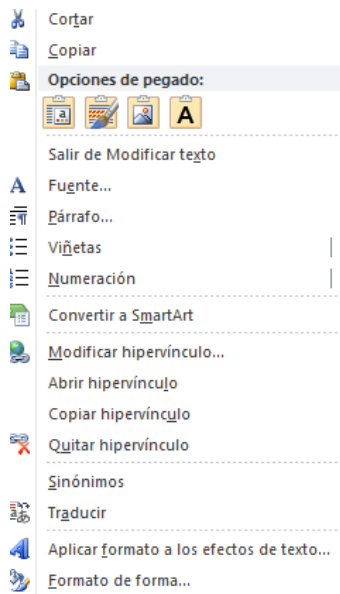 Cortar
Copiar
Opciones de pegado:
a A
Salir de Modificar texto
A Fuente...
Párrafo...
Viñetas
Numeración
Convertir a SmartArt
Modificar hipervínculo...
Abrir hipervínculo
Copiar hipervínculo
Quitar hipervínculo
Sinónimos
Traducir
Aplicar formato a los efectos de texto...
Formato de forma...